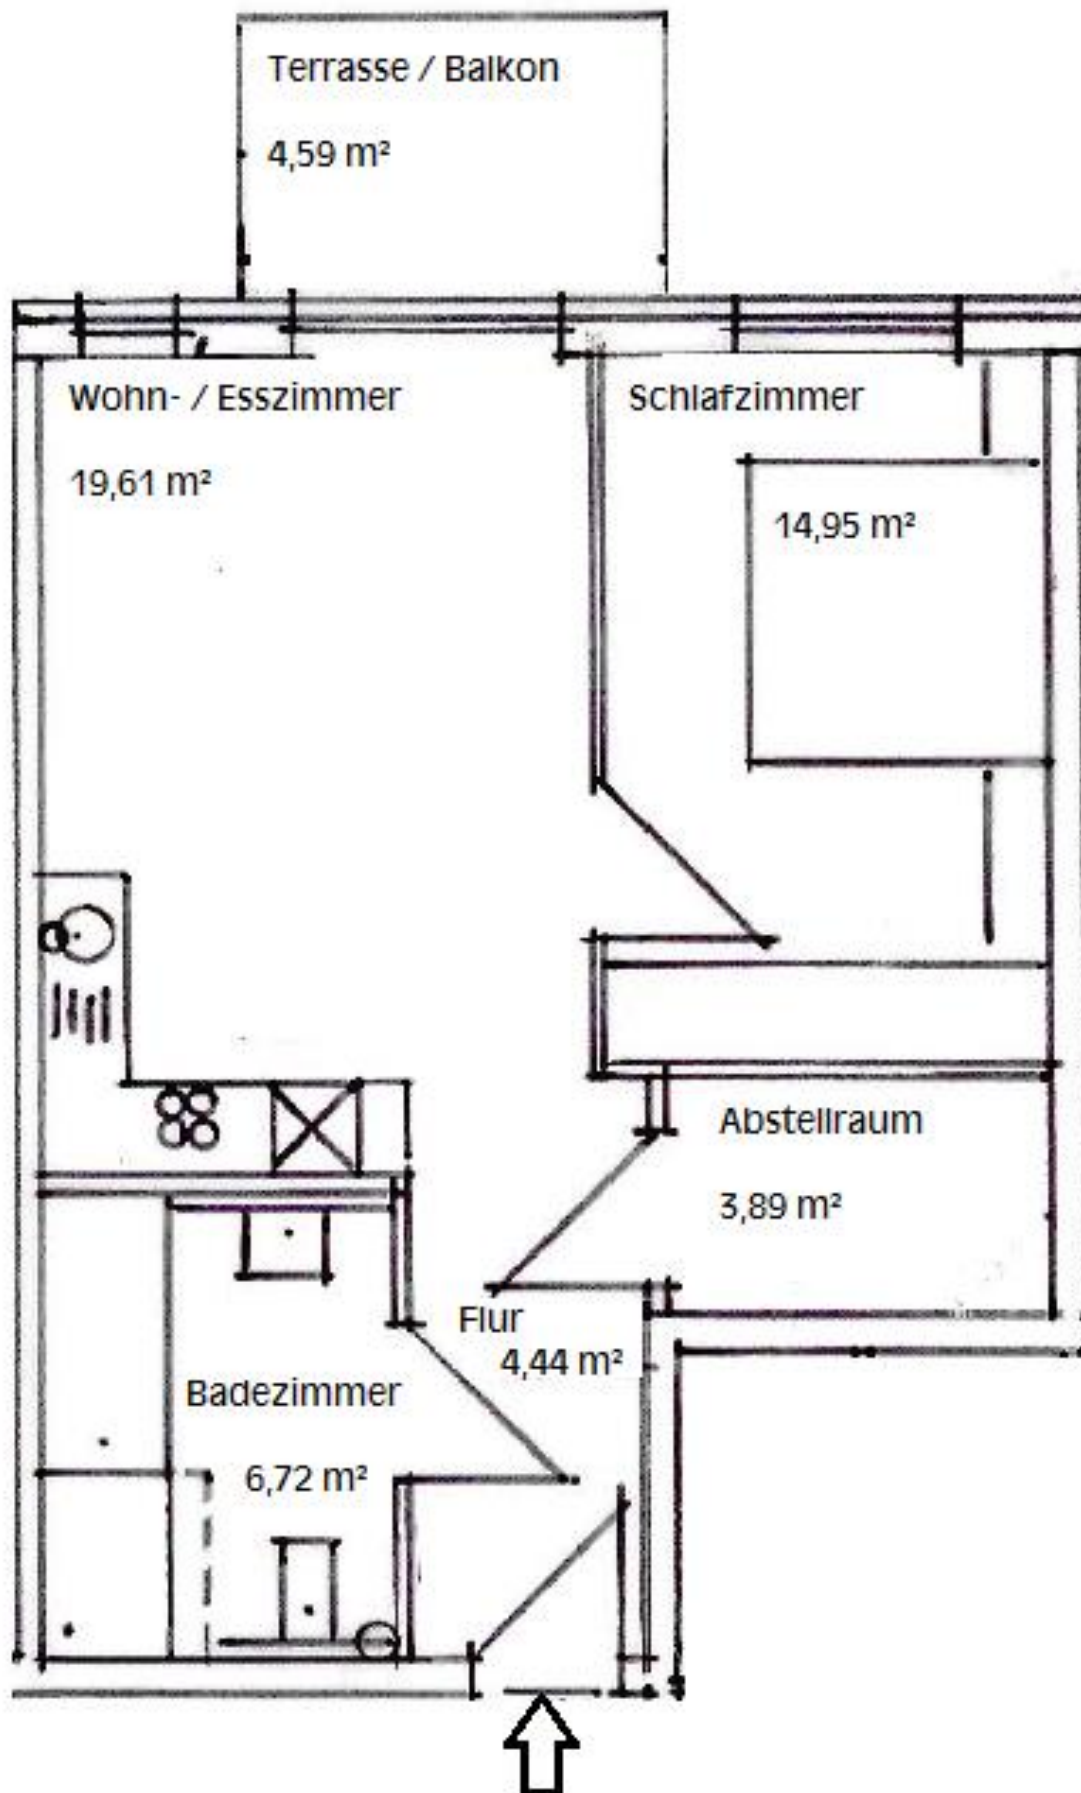 Terrasse / Balkon
4,59 m²
Wohn- / Esszimmer
19,61 m²
Schlafzimmer
14,95 m²
Abstellraum
3,89 m²
Flur
4,44 m²
Badezimmer
6,72 m²